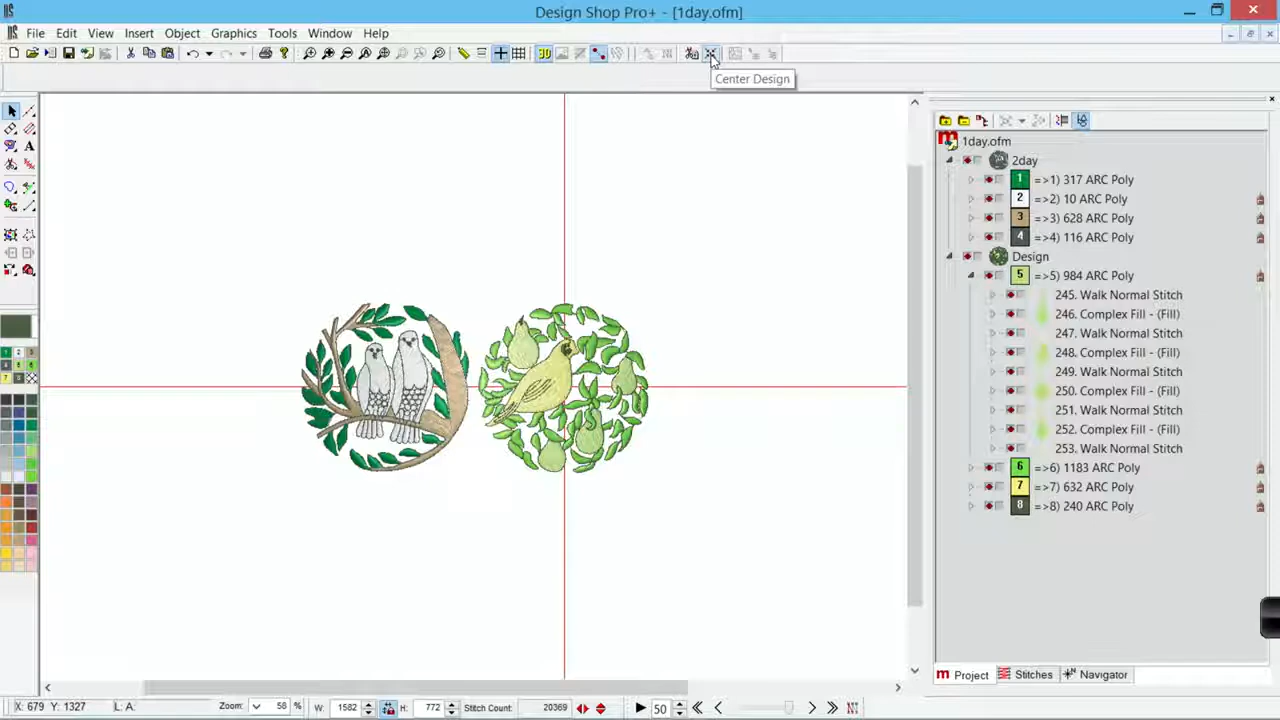 Design Shop Pro+ - [1day.ofm]
File Edit View Insert Object Graphics Tools Window Help
3D
Center Design
1day.ofm
2day
1 =>1) 317 ARC Poly
2 =>2) 10 ARC Poly
3 =>3) 628 ARC Poly
4 =>4) 116 ARC Poly
Design
5 =>5) 984 ARC Poly
245. Walk Normal Stitch
246. Complex Fill - (Fill)
247. Walk Normal Stitch
248. Complex Fill - (Fill)
249. Walk Normal Stitch
250. Complex Fill - (Fill)
251. Walk Normal Stitch
252. Complex Fill - (Fill)
253. Walk Normal Stitch
6 =>6) 1183 ARC Poly
7 =>7) 632 ARC Poly
8 =>8) 240 ARC Poly
Project Stitches Navigator
X: 679 Y: 1327 L: A: Zoom: 58 % W: 1582 H: 772 Stitch Count: 20369 50